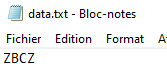 data.txt - Bloc-notes
Fichier Edition Format
ZBCZ